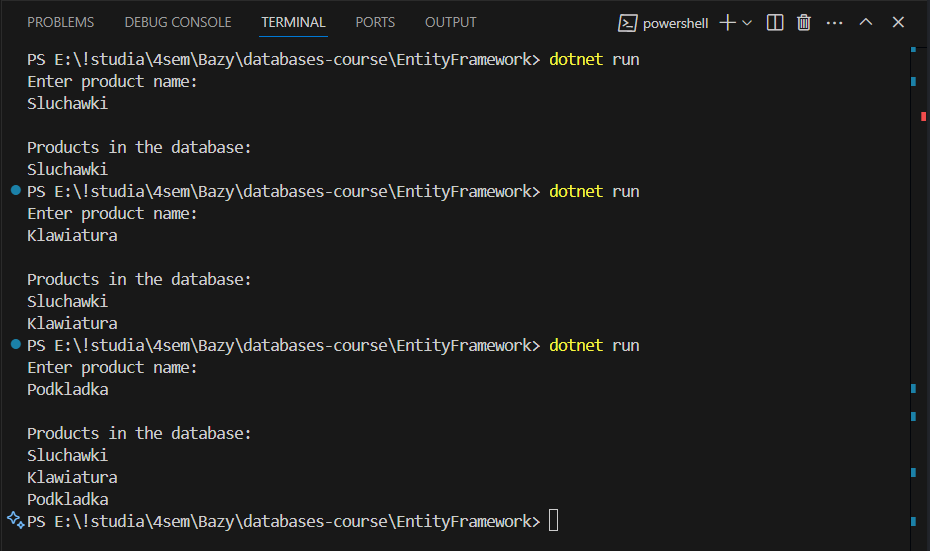 PROBLEMS DEBUG CONSOLE TERMINAL PORTS OUTPUT powershell
PS E:\!studia\4sem\Bazy\databases-course\EntityFramework> dotnet run
Enter product name:
Sluchawki
Products in the database:
Sluchawki
PS E:\!studia\4sem\Bazy\databases-course\EntityFramework> dotnet run
Enter product name:
Klawiatura
Products in the database:
Sluchawki
Klawiatura
PS E:\!studia\4sem\Bazy\databases-course\EntityFramework> dotnet run
Enter product name:
Podkladka
Products in the database:
Sluchawki
Klawiatura
Podkladka
PS E:\!studia\4sem\Bazy\databases-course\EntityFramework>